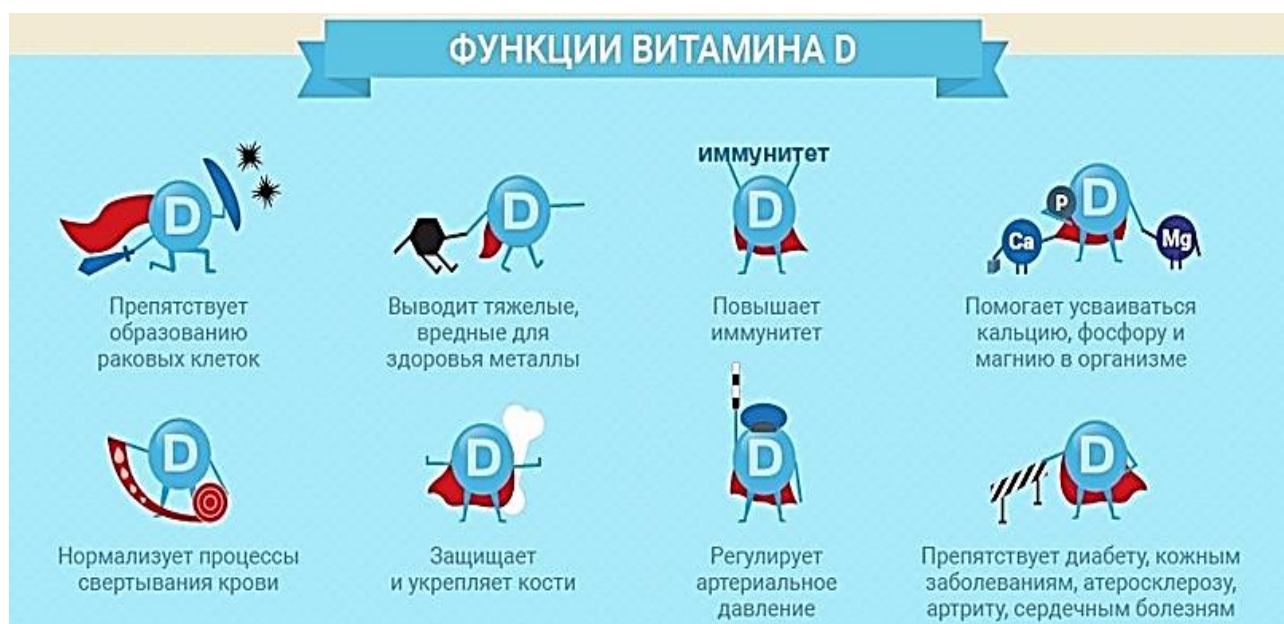 ФУНКЦИИ ВИТАМИНА D
D
Препятствует
образованию
раковых клеток
D
Выводит тяжелые,
вредные для
здоровья металлы
иммунитет
D
Повышает
иммунитет
P
D
Ca
Mg
Помогает усваиваться
кальцию, фосфору и
магнию в организме
D
Нормализует процессы
свертывания крови
D
Защищает
и укрепляет кости
D
Регулирует
артериальное
давление
D
Препятствует диабету, кожным
заболеваниям, атеросклерозу,
артриту, сердечным болезням